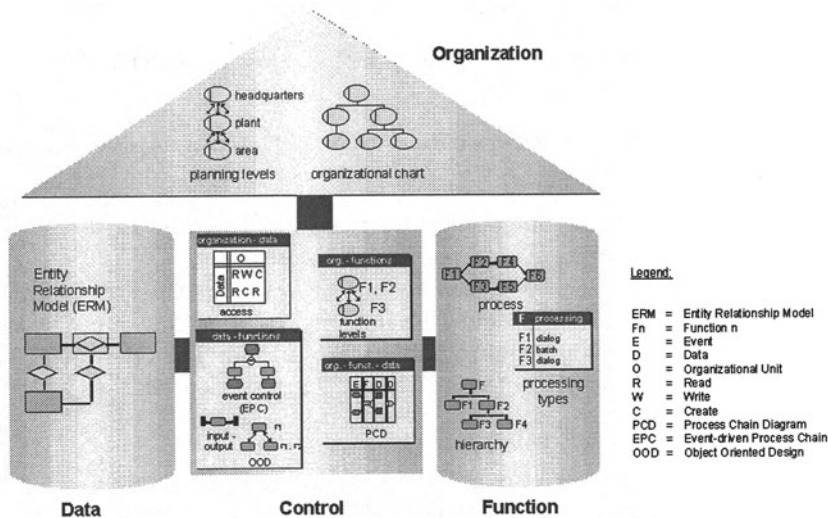 Organization
headquarters
plant
area
planning levels
organizational chart
organization - data
O
Data
R W C
R C R
access
data - functions
event control
(EPC)
input -
output
F1
F1, F2
OOD
org. - functions
F1, F2
F3
function
levels
org. - funct. - data
E F D O
PCD
Entity
Relationship
Model (ERM)
F1
F2 F4
F3 F5
F6
process
F processing
F1 dialog
F2 batch
F3 dialog
processing
types
F
F1 F2
F3 F4
hierarchy
Data
Control
Function
Legend:
ERM = Entity Relationship Model
Fn = Function n
E = Event
D = Data
O = Organizational Unit
R = Read
W = Write
C = Create
PCD = Process Chain Diagram
EPC = Event-driven Process Chain
OOD = Object Oriented Design